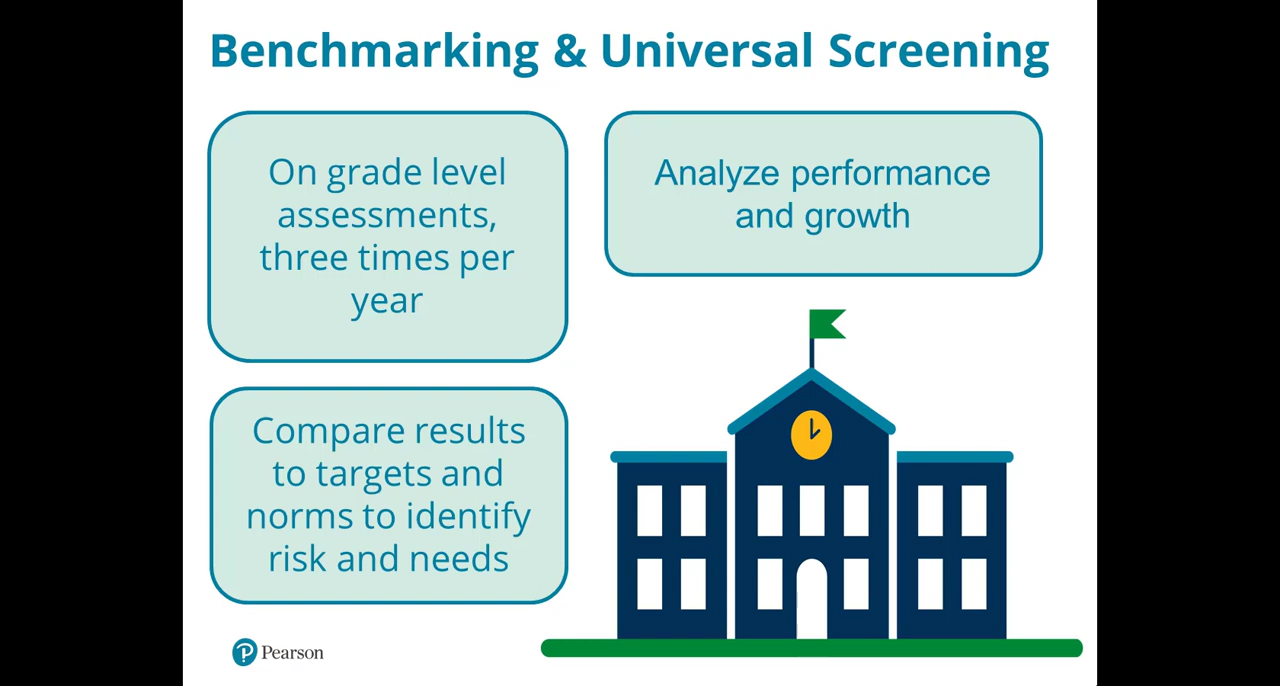 Benchmarking & Universal Screening
On grade level
assessments,
three times per
year
Analyze performance
and growth
Compare results
to targets and
norms to identify
risk and needs
P Pearson